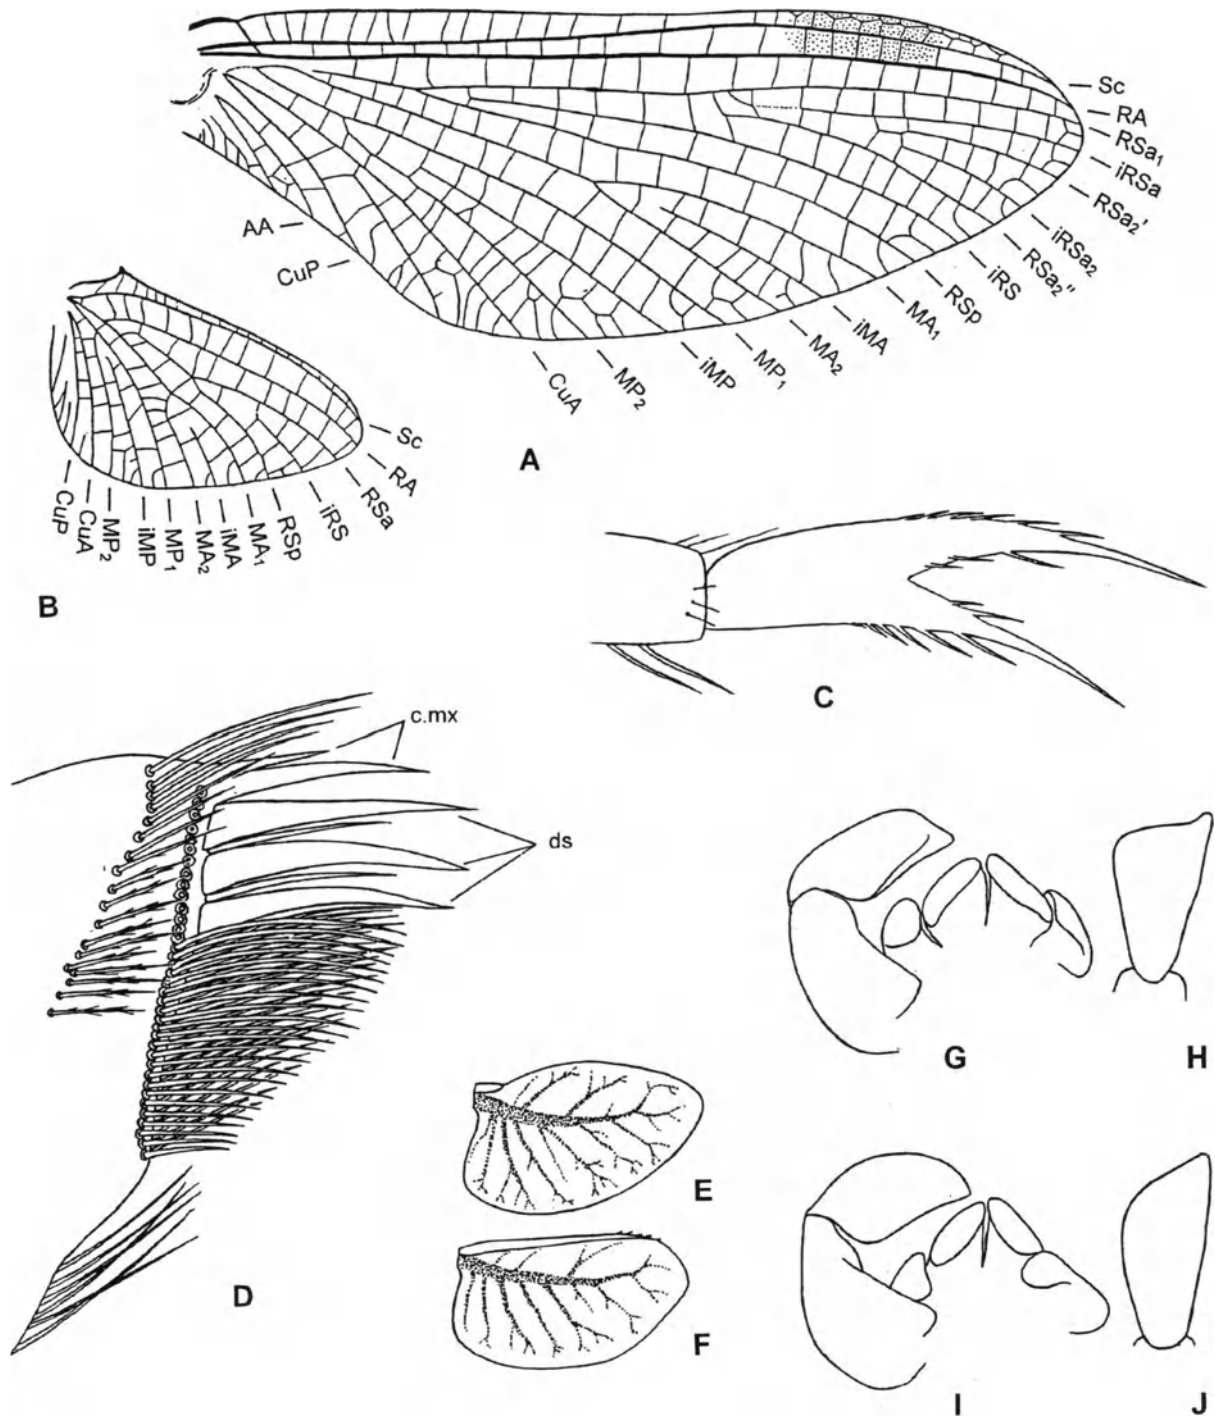 Sc
RA
RSa₁
iRSa
RSa₂'
iRSa₂
RSa₂''
iRS
RSp
MA₁
iMA
MA₂
MP₁
iMP
MP₂
CuA
CuP
AA
A
Sc
RA
RSa
iRS
RSp
MA₁
iMA
MA₂
MP₁
iMP
MP₂
CuA
CuP
B
C
c.mx
ds
D
E
F
G
H
I
J